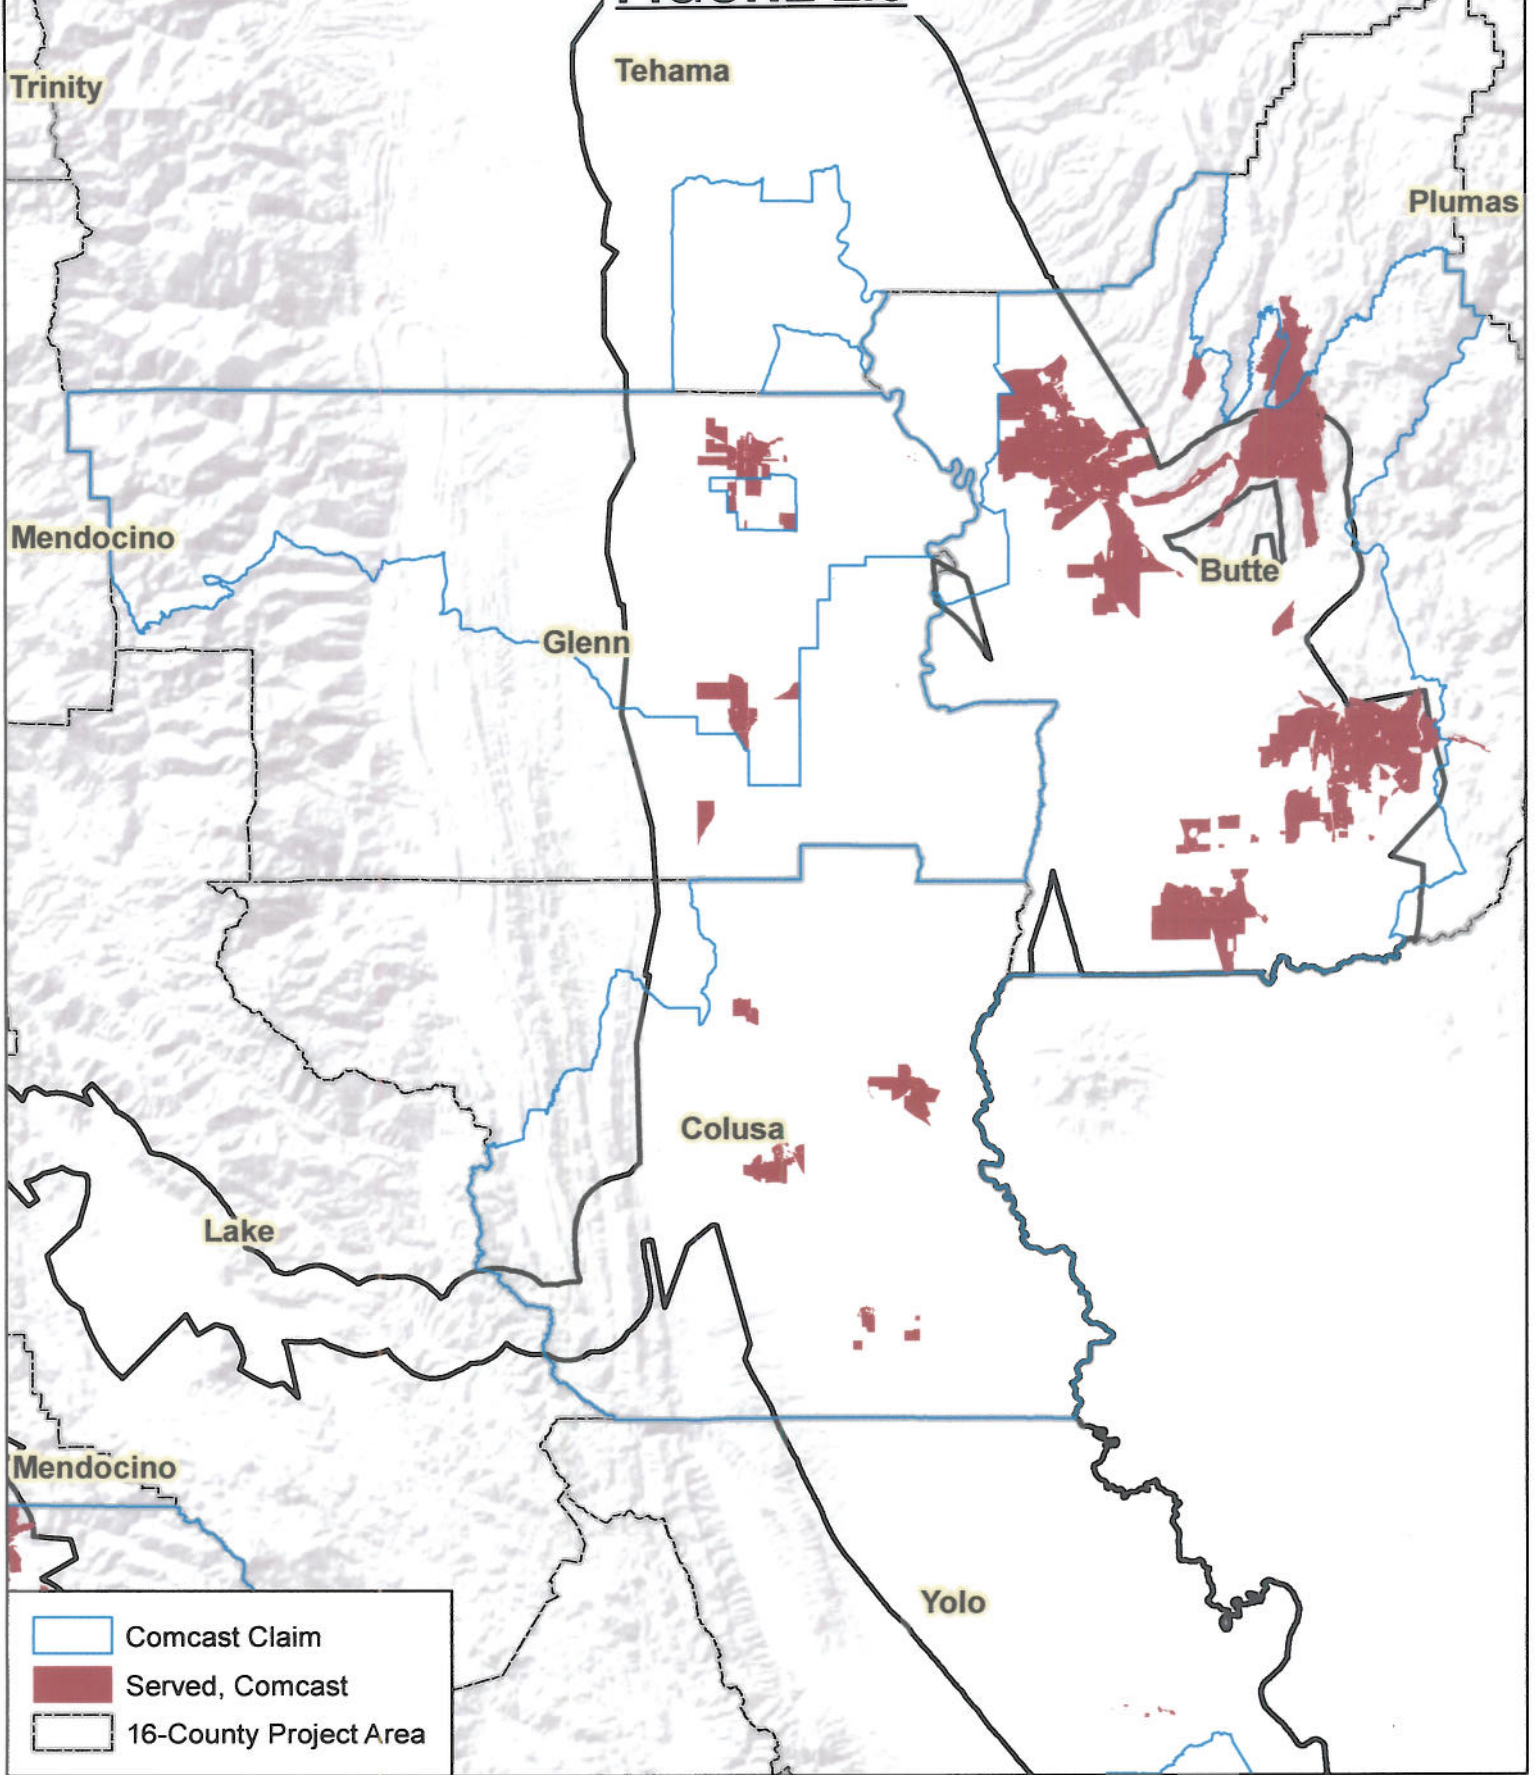 Tehama
Trinity
Plumas
Mendocino
Butte
Glenn
Colusa
Lake
Mendocino
Yolo
Comcast Claim
Served, Comcast
16-County Project Area